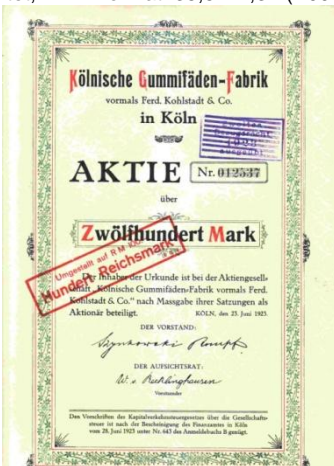 Kölnische Gummifäden-Fabrik
vormals Ferd. Kohlstadt & Co.
in Köln
AKTIE Nr. 012537
über
Zwölfhundert Mark
Umgestellt auf RM 100
Hundert Reichsmark
Der Inhaber der Urkunde ist bei der Aktiengesell-
schaft „Kölnische Gummifäden-Fabrik vormals Ferd.
Kohlstadt & Co.“ nach Massgabe ihrer Satzungen als
Aktionär beteiligt. KÖLN, den 23. Juni 1923.
DER VORSTAND:
DER AUFSICHTSRAT:
Vorsitzender
Den Vorschriften des Kapitalverkehrssteuergesetzes über die Gesellschafts-
steuer ist nach der Bescheinigung des Finanzamtes in Köln
vom 28. Juni 1923 unter Nr. 643 des Anmeldebuchs B genügt.